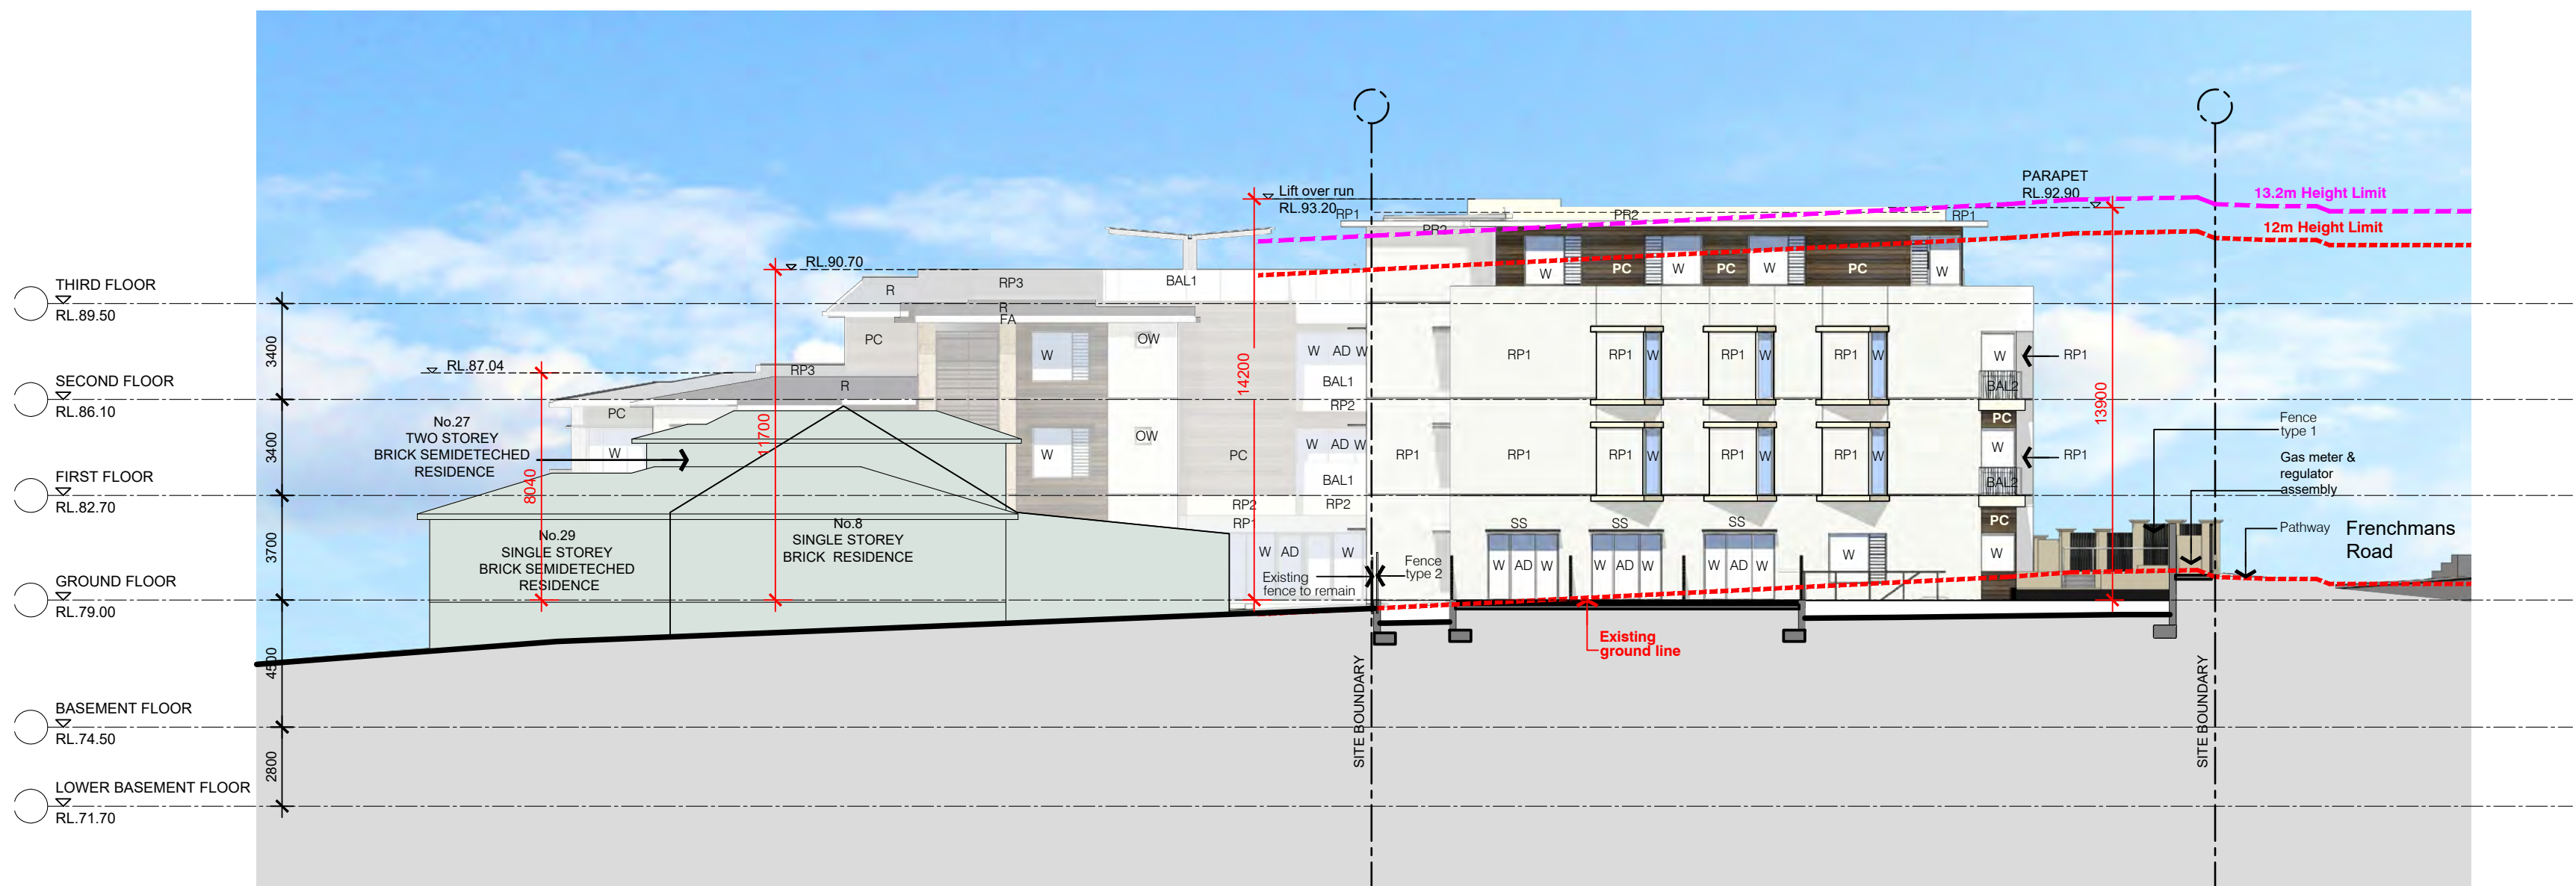 PARAPET
RL.92.90
13.2m Height Limit
12m Height Limit
Lift over run
RL.93.20
RP1
PR2
RP1
PR2
RL.90.70
THIRD FLOOR
RL.89.50
R
RP3
BAL1
W
PC
W
PC
W
PC
W
R
FA
PC
W
OW
W AD W
RP1
RP1 W
RP1 W
RP1 W
W
RP1
3400
14200
RL.87.04
RP3
R
BAL1
BAL2
SECOND FLOOR
RL.86.10
13900
PC
RP2
PC
No.27
TWO STOREY
BRICK SEMIDETECHED
RESIDENCE
11700
W
W
OW
W AD W
PC
RP1
RP1
RP1 W
RP1 W
RP1 W
W
RP1
Fence
type 1
Gas meter &
regulator
assembly
3400
8040
BAL1
BAL2
FIRST FLOOR
RL.82.70
RP2
RP2
RP1
SS
SS
SS
PC
Pathway
Frenchmans
Road
No.29
SINGLE STOREY
BRICK SEMIDETECHED
RESIDENCE
No.8
SINGLE STOREY
BRICK RESIDENCE
3700
W AD
W
W AD W
W AD W
W AD W
W
W
Fence
type 2
Existing
fence to remain
GROUND FLOOR
RL.79.00
Existing
ground line
4500
SITE BOUNDARY
SITE BOUNDARY
BASEMENT FLOOR
RL.74.50
2800
LOWER BASEMENT FLOOR
RL.71.70